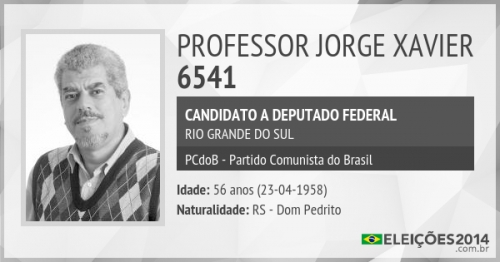 PROFESSOR JORGE XAVIER
6541
CANDIDATO A DEPUTADO FEDERAL
RIO GRANDE DO SUL
PCdoB - Partido Comunista do Brasil
Idade: 56 anos (23-04-1958)
Naturalidade: RS - Dom Pedrito
ELEIÇÕES2014
.com.br